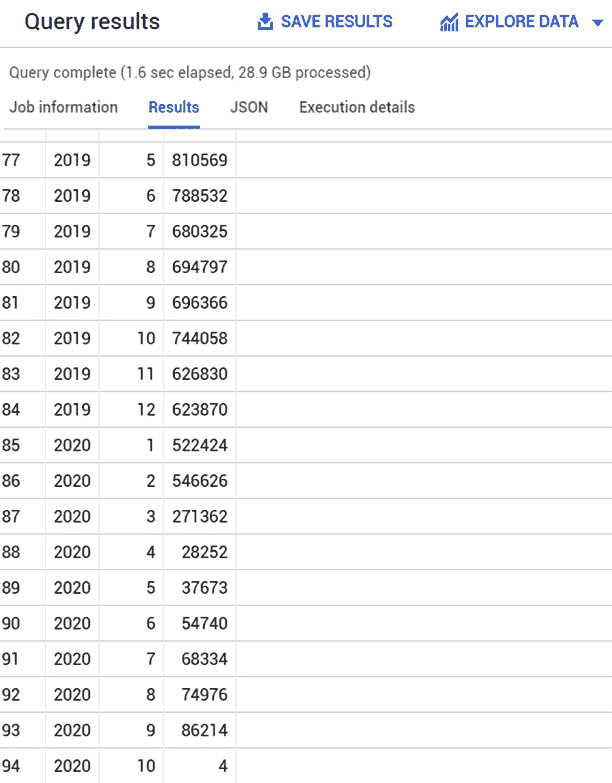 Query results SAVE RESULTS EXPLORE DATA
Query complete (1.6 sec elapsed, 28.9 GB processed)
Job information Results JSON Execution details
77 2019 5 810569
78 2019 6 788532
79 2019 7 680325
80 2019 8 694797
81 2019 9 696366
82 2019 10 744058
83 2019 11 626830
84 2019 12 623870
85 2020 1 522424
86 2020 2 546626
87 2020 3 271362
88 2020 4 28252
89 2020 5 37673
90 2020 6 54740
91 2020 7 68334
92 2020 8 74976
93 2020 9 86214
94 2020 10 4